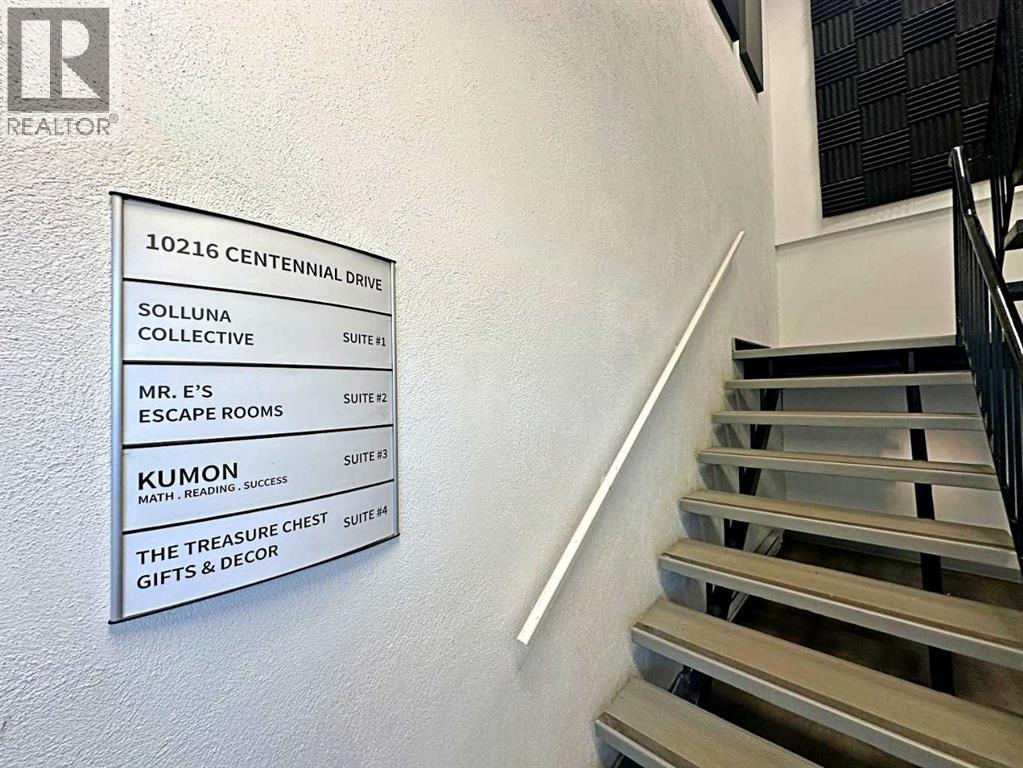 R
REALTOR®
10216 CENTENNIAL DRIVE
SOLLUNA
COLLECTIVE SUITE #1
MR. E'S
ESCAPE ROOMS SUITE #2
KUMON SUITE #3
MATH . READING . SUCCESS
THE TREASURE CHEST SUITE #4
GIFTS & DECOR